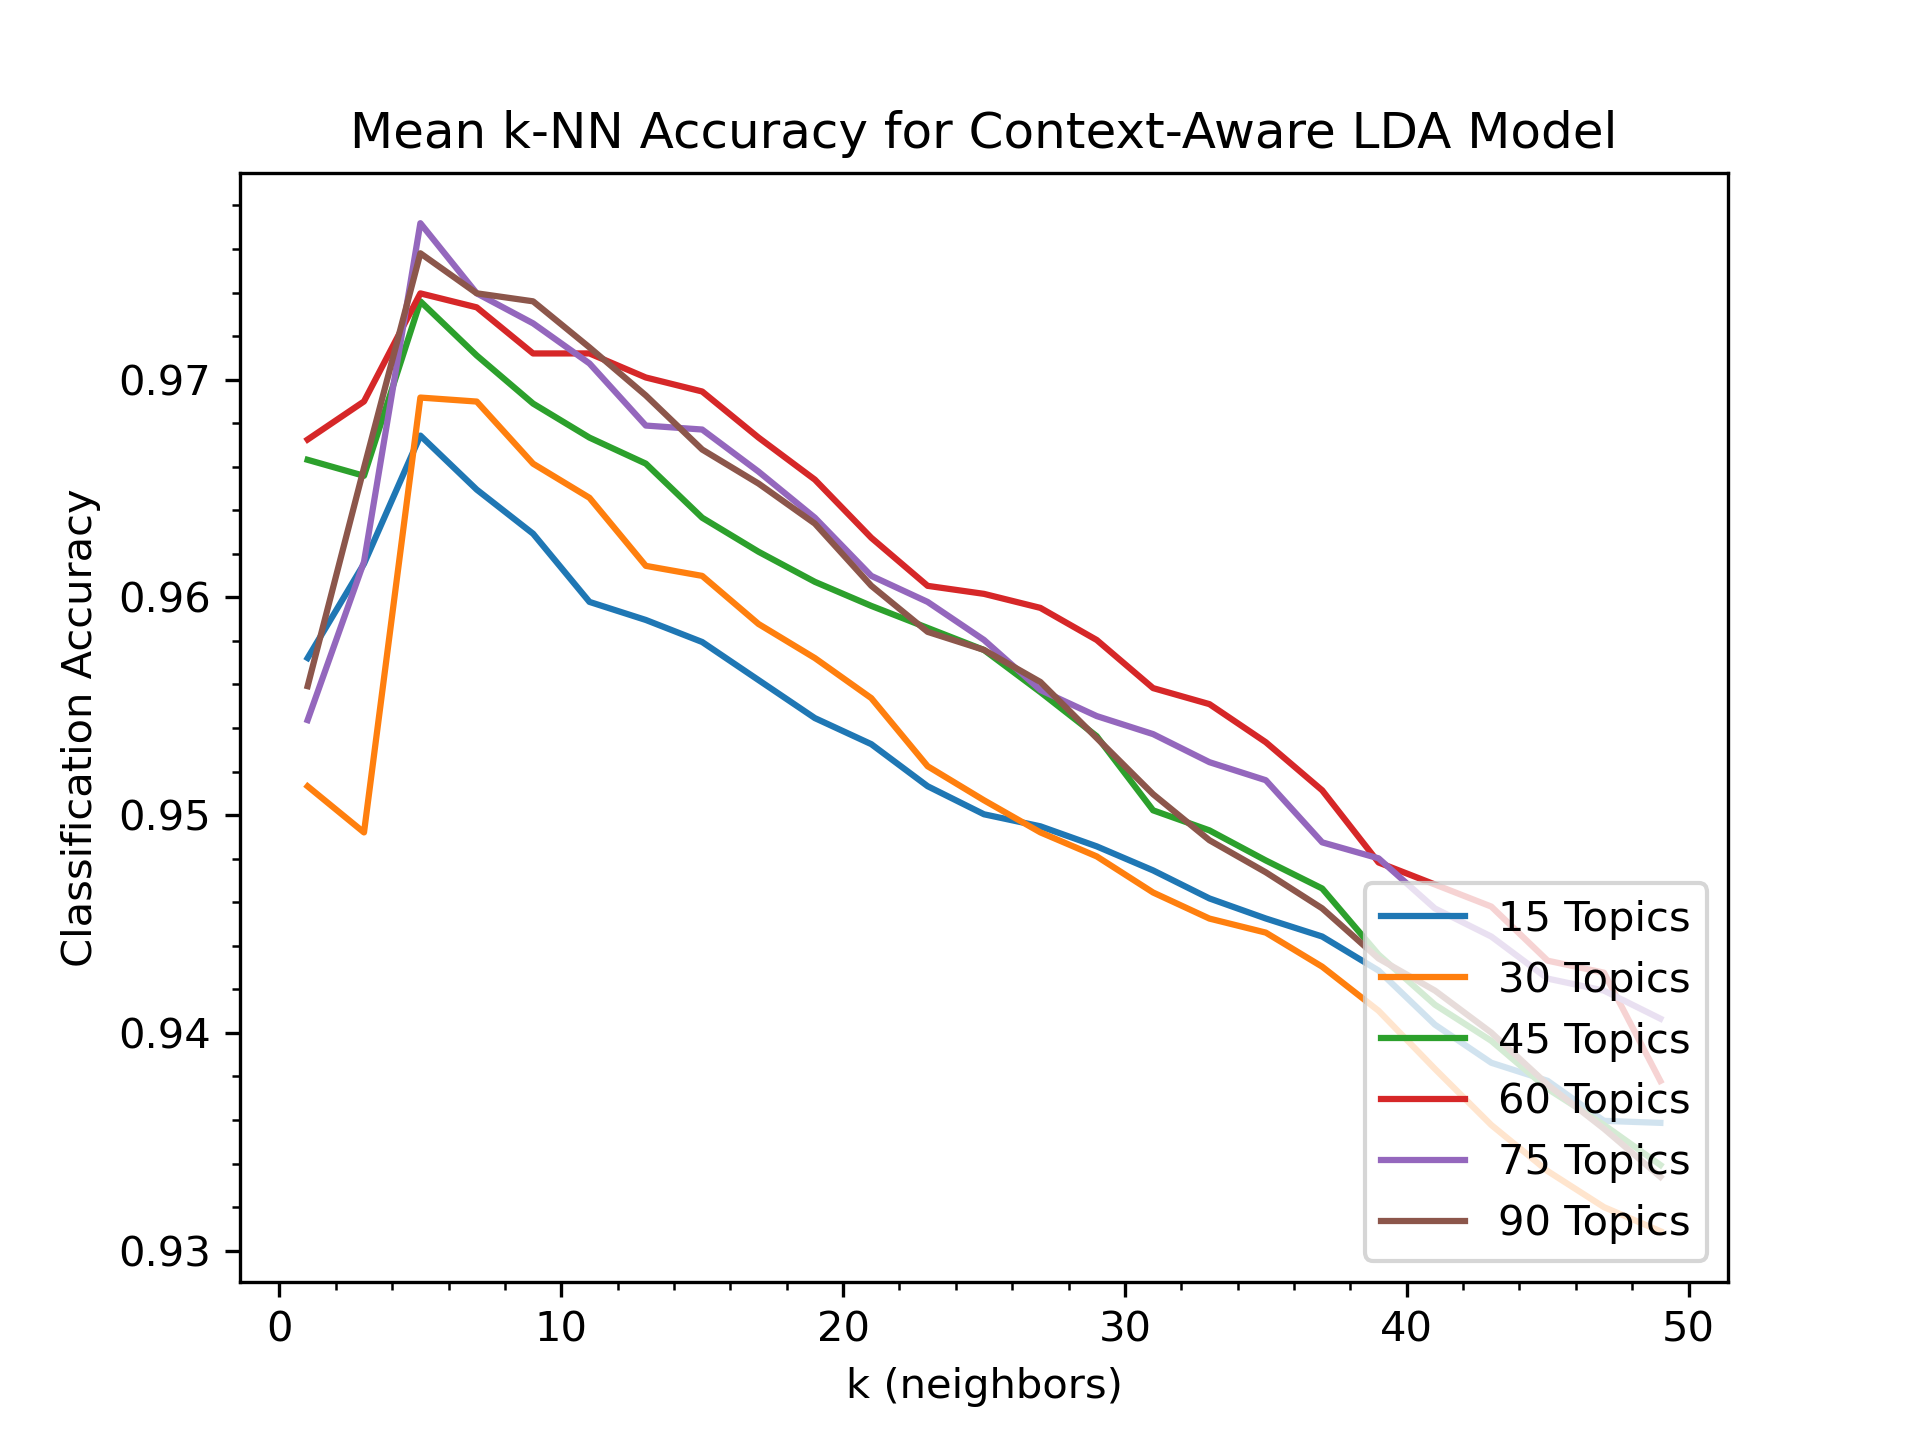 Mean k-NN Accuracy for Context-Aware LDA Model
Classification Accuracy
0.97
0.96
0.95
0.94
0.93
15 Topics
30 Topics
45 Topics
60 Topics
75 Topics
90 Topics
0 10 20 30 40 50
k (neighbors)